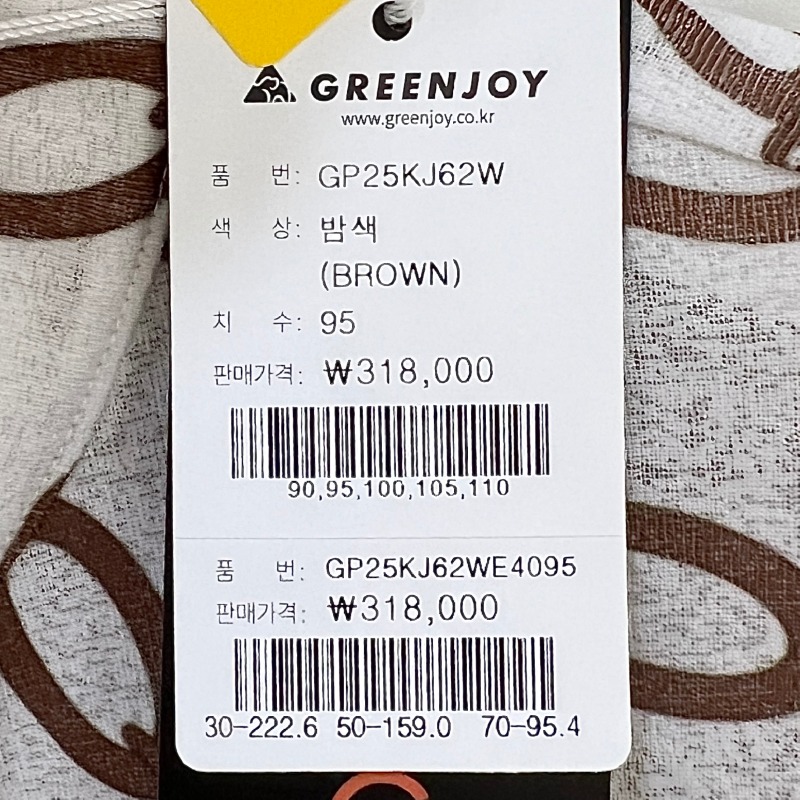 GREENJOY
www.greenjoy.co.kr
품 번: GP25KJ62W
색 상: 밤색
(BROWN)
치 수: 95
판매가격: ₩318,000
90,95,100,105,110
품 번: GP25KJ62WE4095
판매가격: ₩318,000
30-222.6 50-159.0 70-95.4